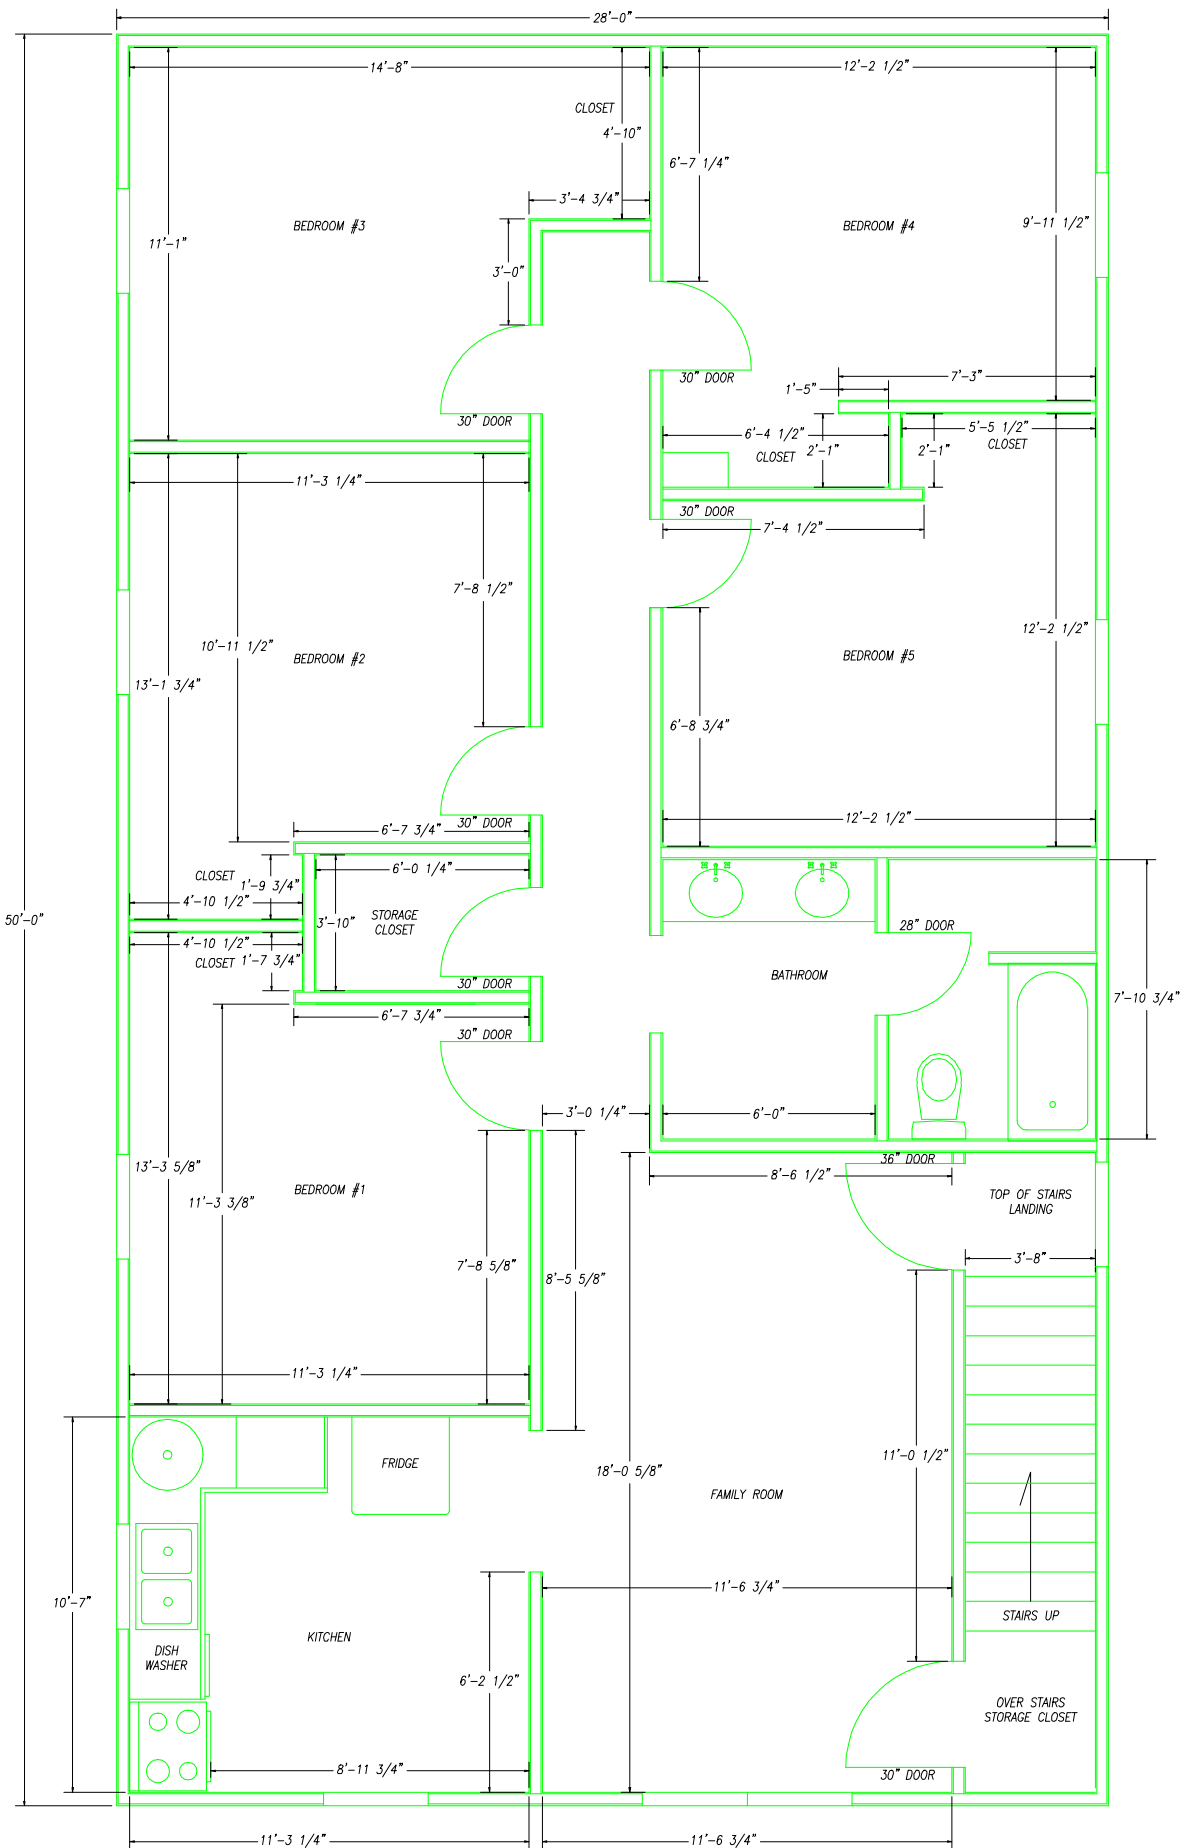 28'-0"
14'-8"
12'-2 1/2"
CLOSET
4'-10"
6'-7 1/4"
3'-4 3/4"
BEDROOM #3
BEDROOM #4
9'-11 1/2"
11'-1"
3'-0"
30" DOOR
7'-3"
1'-5"
30" DOOR
6'-4 1/2"
5'-5 1/2"
CLOSET
2'-1"
2'-1"
CLOSET
11'-3 1/4"
30" DOOR
7'-4 1/2"
7'-8 1/2"
12'-2 1/2"
10'-11 1/2"
BEDROOM #2
BEDROOM #5
13'-1 3/4"
6'-8 3/4"
12'-2 1/2"
30" DOOR
6'-7 3/4"
6'-0 1/4"
CLOSET
1'-9 3/4"
4'-10 1/2"
3'-10"
STORAGE
CLOSET
50'-0"
28" DOOR
4'-10 1/2"
CLOSET
1'-7 3/4"
BATHROOM
30" DOOR
7'-10 3/4"
6'-7 3/4"
30" DOOR
3'-0 1/4"
6'-0"
36" DOOR
13'-3 5/8"
8'-6 1/2"
BEDROOM #1
11'-3 3/8"
TOP OF STAIRS
LANDING
3'-8"
7'-8 5/8"
8'-5 5/8"
11'-3 1/4"
11'-0 1/2"
FRIDGE
18'-0 5/8"
FAMILY ROOM
11'-6 3/4"
10'-7"
STAIRS UP
KITCHEN
DISH
WASHER
6'-2 1/2"
OVER STAIRS
STORAGE CLOSET
8'-11 3/4"
30" DOOR
11'-3 1/4"
11'-6 3/4"